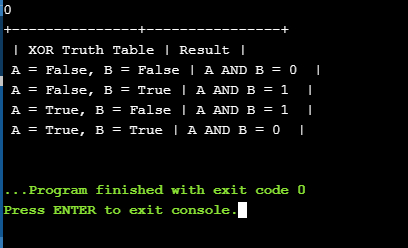 0
+---------------+----------------+
 | XOR Truth Table | Result |
 A = False, B = False | A AND B = 0  |
 A = False, B = True | A AND B = 1  |
 A = True, B = False | A AND B = 1  |
 A = True, B = True | A AND B = 0  |
...Program finished with exit code 0
Press ENTER to exit console.